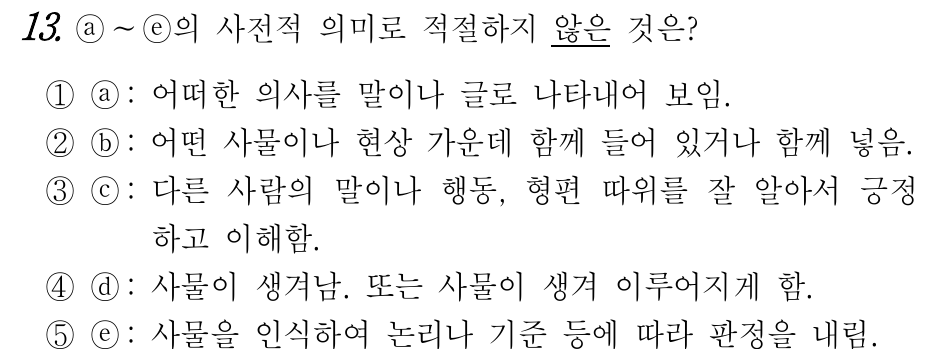 13. ⓐ～ⓔ의 사전적 의미로 적절하지 않은 것은?
① ⓐ: 어떠한 의사를 말이나 글로 나타내어 보임.
② ⓑ: 어떤 사물이나 현상 가운데 함께 들어 있거나 함께 넣음.
③ ⓒ: 다른 사람의 말이나 행동, 형편 따위를 잘 알아서 긍정
하고 이해함.
④ ⓓ: 사물이 생겨남. 또는 사물이 생겨 이루어지게 함.
⑤ ⓔ: 사물을 인식하여 논리나 기준 등에 따라 판정을 내림.